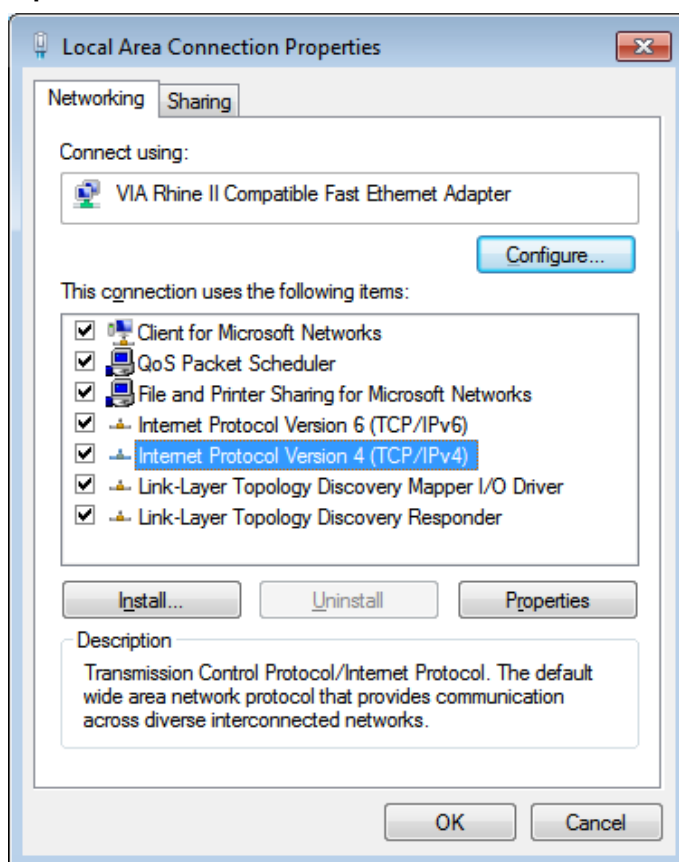 Local Area Connection Properties
Networking
Sharing
Connect using:
VIA Rhine II Compatible Fast Ethernet Adapter
Configure...
This connection uses the following items:
Client for Microsoft Networks
QoS Packet Scheduler
File and Printer Sharing for Microsoft Networks
Internet Protocol Version 6 (TCP/IPv6)
Internet Protocol Version 4 (TCP/IPv4)
Link-Layer Topology Discovery Mapper I/O Driver
Link-Layer Topology Discovery Responder
Install...
Uninstall
Properties
Description
Transmission Control Protocol/Internet Protocol. The default
wide area network protocol that provides communication
across diverse interconnected networks.
OK
Cancel